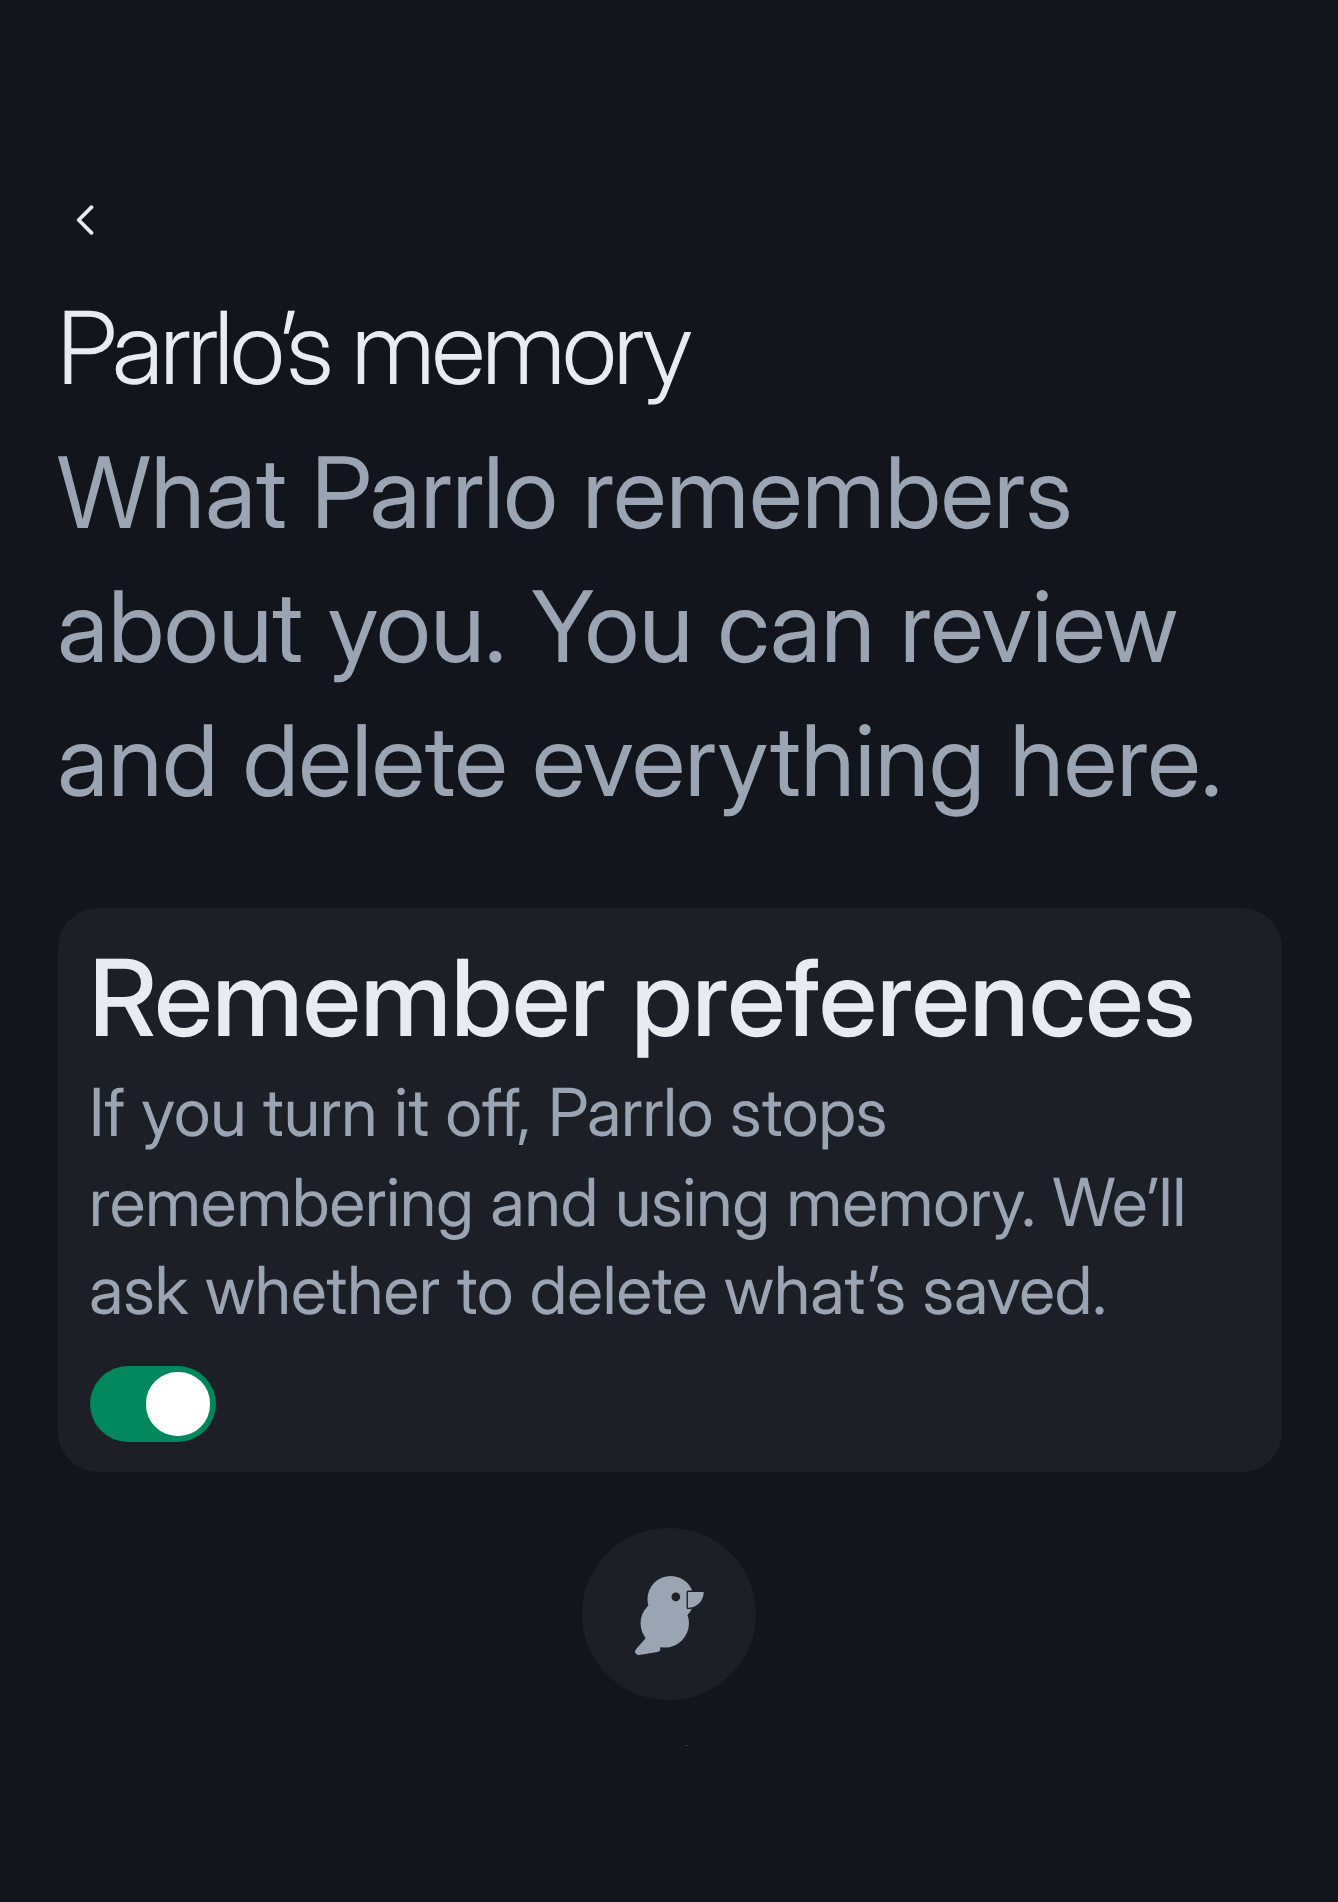 Parrlo’s memory
What Parrlo remembers
about you. You can review
and delete everything here.
Remember preferences
If you turn it off, Parrlo stops
remembering and using memory. We’ll
ask whether to delete what’s saved.